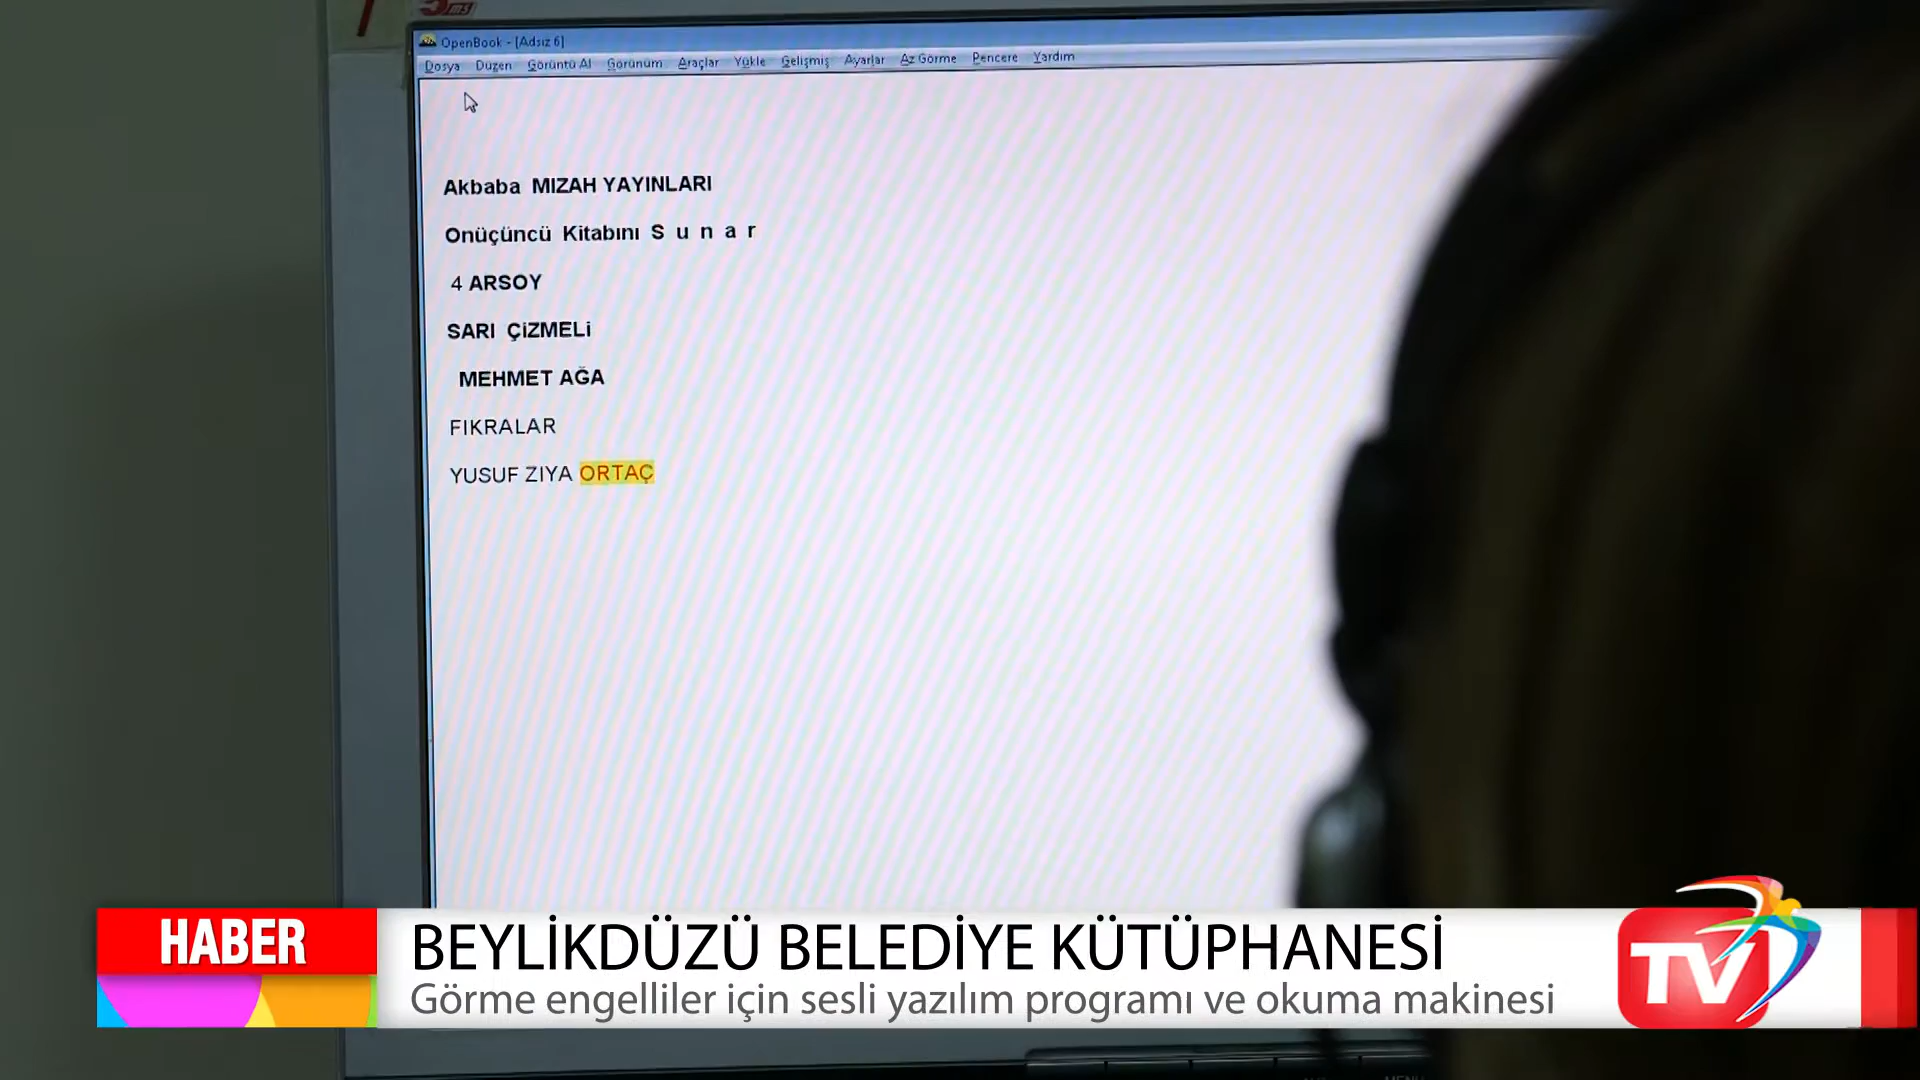 OpenBook - [Adsız 6]
Dosya Düzen Görüntü Al Görünüm Araçlar Yükle Gelişmiş Ayarlar Az Görme Pencere Yardım
Akbaba MIZAH YAYINLARI
Onüçüncü Kitabını S u n a r
4 ARSOY
SARI ÇiZMELi
MEHMET AĞA
FIKRALAR
YUSUF ZIYA ORTAÇ
HABER
BEYLİKDÜZÜ BELEDİYE KÜTÜPHANESİ
Görme engelliler için sesli yazılım programı ve okuma makinesi
TV